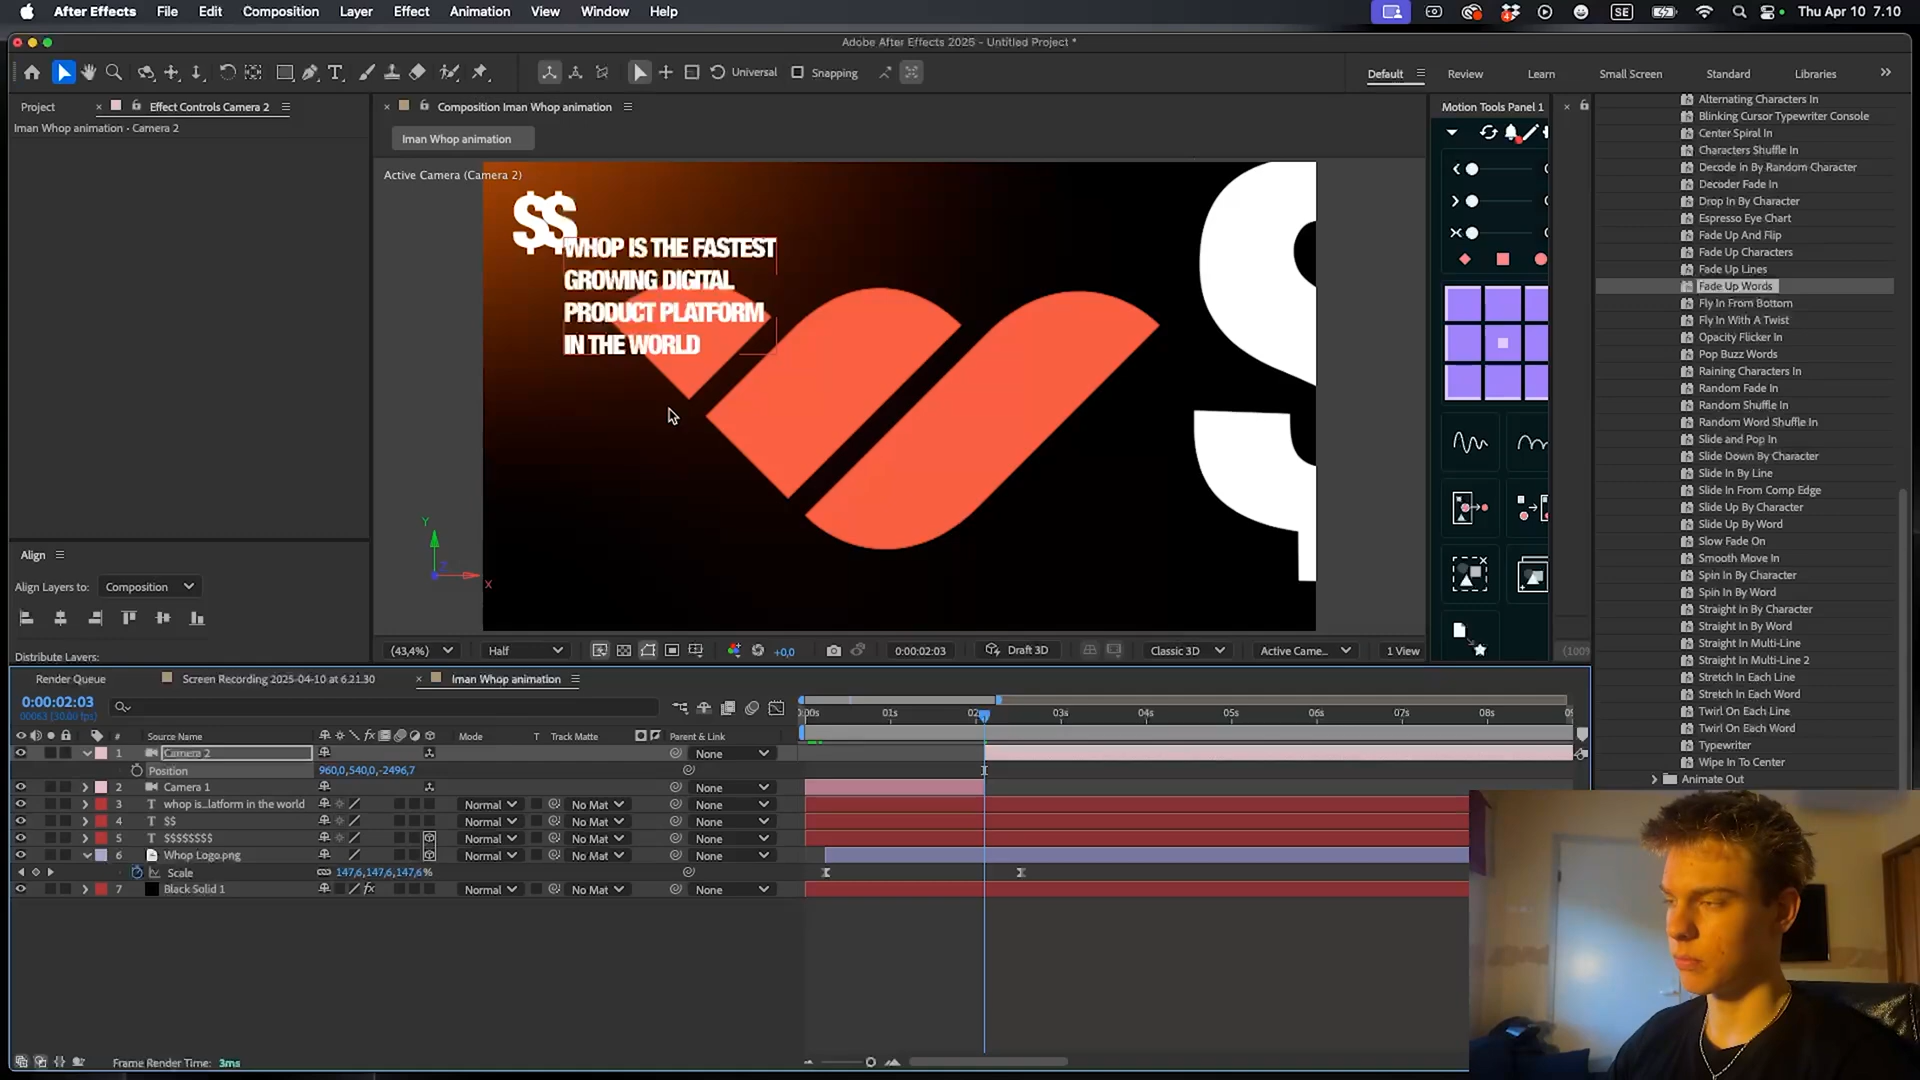 After Effects File Edit Composition Layer Effect Animation View Window Help
SE Thu Apr 10 7.10
Adobe After Effects 2025 - Untitled Project *
Universal Snapping
Default Review Learn Small Screen Standard Libraries
Project Effect Controls Camera 2
Iman Whop animation • Camera 2
Composition Iman Whop animation
Iman Whop animation
Active Camera (Camera 2)
$$
WHOP IS THE FASTEST
GROWING DIGITAL
PRODUCT PLATFORM
IN THE WORLD
Y
X
Motion Tools Panel 1
Alternating Characters In
Blinking Cursor Typewriter Console
Center Spiral In
Characters Shuffle In
Decode In By Random Character
Decoder Fade In
Drop In By Character
Espresso Eye Chart
Fade Up And Flip
Fade Up Characters
Fade Up Lines
Fade Up Words
Fly In From Bottom
Fly In With A Twist
Opacity Flicker In
Pop Buzz Words
Raining Characters In
Random Fade In
Random Shuffle In
Random Word Shuffle In
Slide and Pop In
Slide Down By Character
Slide In By Line
Slide In From Comp Edge
Slide Up By Character
Slide Up By Word
Slow Fade On
Smooth Move In
Spin In By Character
Spin In By Word
Straight In By Character
Straight In By Word
Straight In Multi-Line
Straight In Multi-Line 2
Stretch In Each Line
Stretch In Each Word
Twirl On Each Line
Twirl On Each Word
Typewriter
Wipe In To Center
Animate Out
Align
Align Layers to: Composition
Distribute Layers:
(43,4%) Half +0,0 0:00:02:03 Draft 3D Classic 3D Active Came... 1 View (100%
Render Queue Screen Recording 2025-04-10 at 6.21.30 Iman Whop animation
0:00:02:03
00063 (30.00 fps)
01s 02 03s 04s 05s 06s 07s 08s
# Source Name fx Mode T Track Matte Parent & Link
1 Camera 2 None
Position 960,0,540,0,-2496,7
2 Camera 1 None
3 T whop is...latform in the world Normal No Mat None
4 T $$ Normal No Mat None
5 T $$$$$$$$ Normal No Mat None
6 Whop Logo.png Normal No Mat None
Scale 147,6,147,6,147,6%
7 Black Solid 1 fx Normal No Mat None
Frame Render Time: 3ms